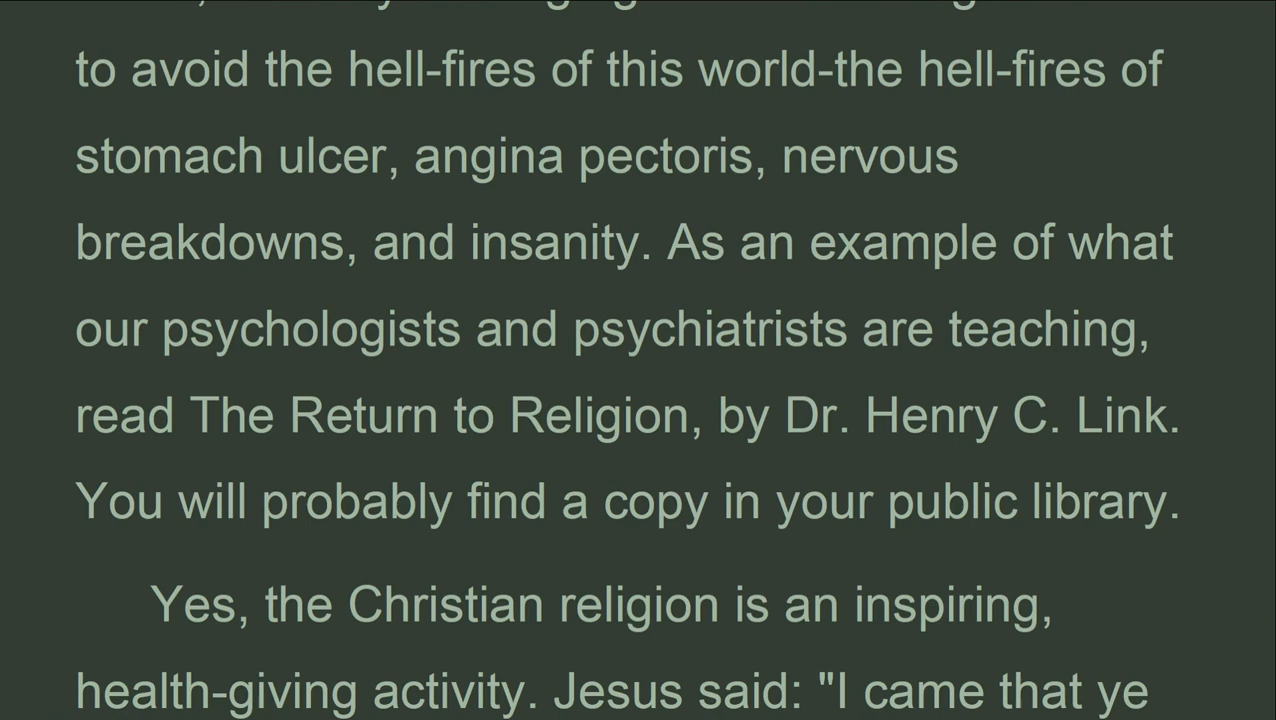 to avoid the hell-fires of this world-the hell-fires of
stomach ulcer, angina pectoris, nervous
breakdowns, and insanity. As an example of what
our psychologists and psychiatrists are teaching,
read The Return to Religion, by Dr. Henry C. Link.
You will probably find a copy in your public library.
Yes, the Christian religion is an inspiring,
health-giving activity. Jesus said: "I came that ye